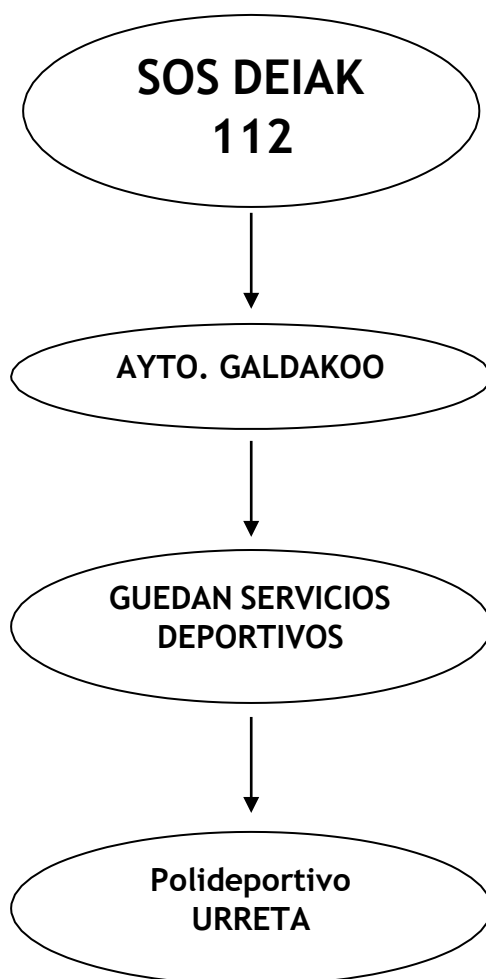 SOS DEIAK
112
AYTO. GALDAKOO
GUEDAN SERVICIOS
DEPORTIVOS
Polideportivo
URRETA